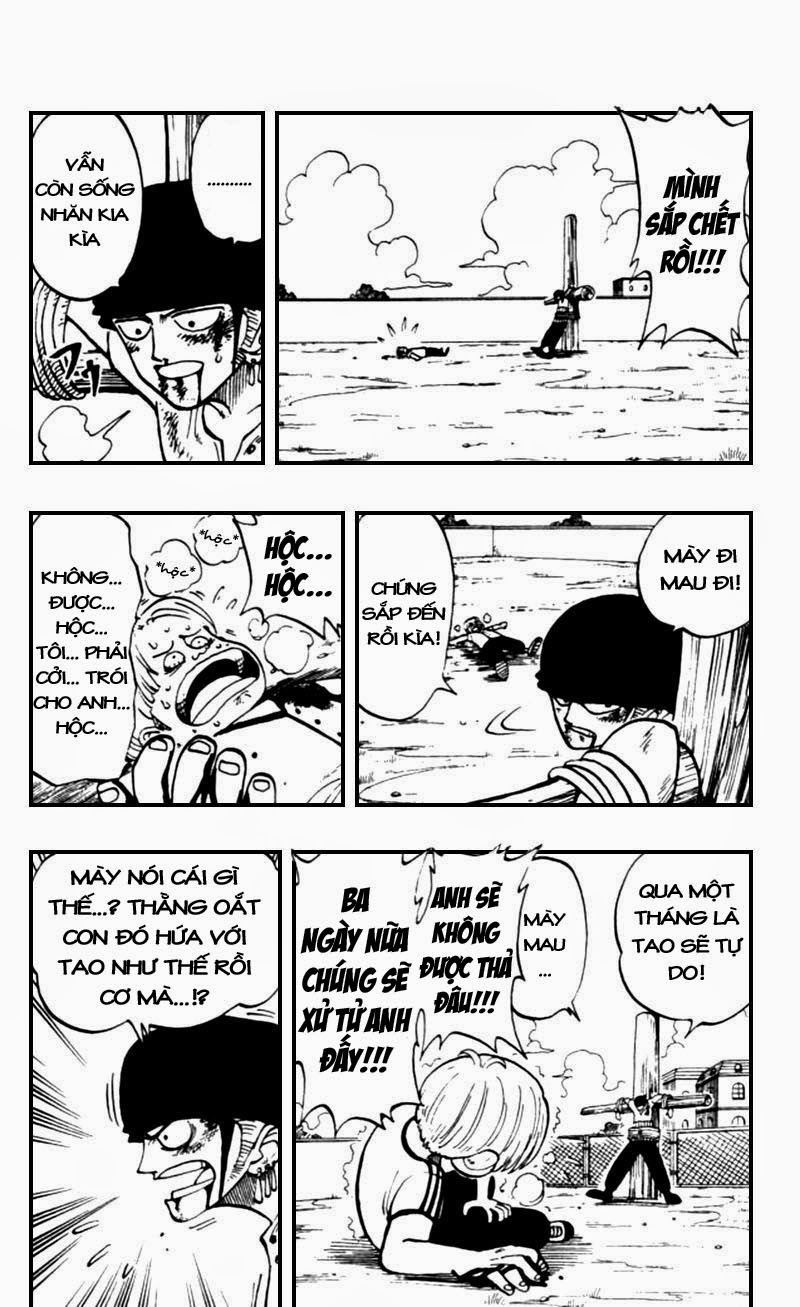 MÌNH
SẮP CHẾT
RỒI!!!
...........
VẪN
CÒN SỐNG
NHĂN KIA
KÌA
MÀY ĐI
MAU ĐI!
CHÚNG
SẮP ĐẾN
RỒI KÌA!
HỘC...
HỘC...
*hộc*
*hộc*
KHÔNG...
ĐƯỢC...
HỘC...
TÔI... PHẢI
CỞI... TRÓI
CHO ANH...
HỘC...
QUA MỘT
THÁNG LÀ
TAO SẼ TỰ
DO!
MÀY
MAU
...
ANH SẼ
KHÔNG
ĐƯỢC THẢ
ĐÂU!!!
BA
NGÀY NỮA
CHÚNG SẼ
XỬ TỬ ANH
ĐẤY!!!
MÀY NÓI CÁI GÌ
THẾ...? THẰNG OẮT
CON ĐÓ HỨA VỚI
TAO NHƯ THẾ RỒI
CƠ MÀ...!?